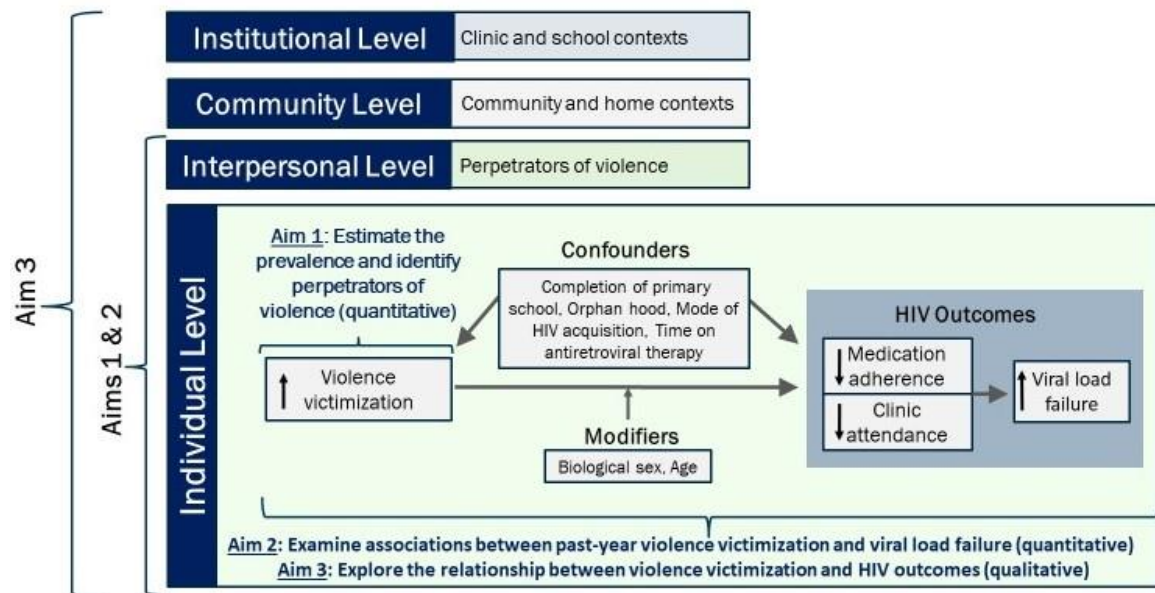 Institutional Level
Clinic and school contexts
Community Level
Community and home contexts
Interpersonal Level
Perpetrators of violence
Aim 3
Aims 1 & 2
Individual Level
Aim 1: Estimate the
prevalence and identify
perpetrators of
violence (quantitative)
Violence
victimization
Confounders
Completion of primary
school, Orphan hood, Mode of
HIV acquisition, Time on
antiretroviral therapy
Modifiers
Biological sex, Age
HIV Outcomes
Medication
adherence
Clinic
attendance
Viral load
failure
Aim 2: Examine associations between past-year violence victimization and viral load failure (quantitative)
Aim 3: Explore the relationship between violence victimization and HIV outcomes (qualitative)